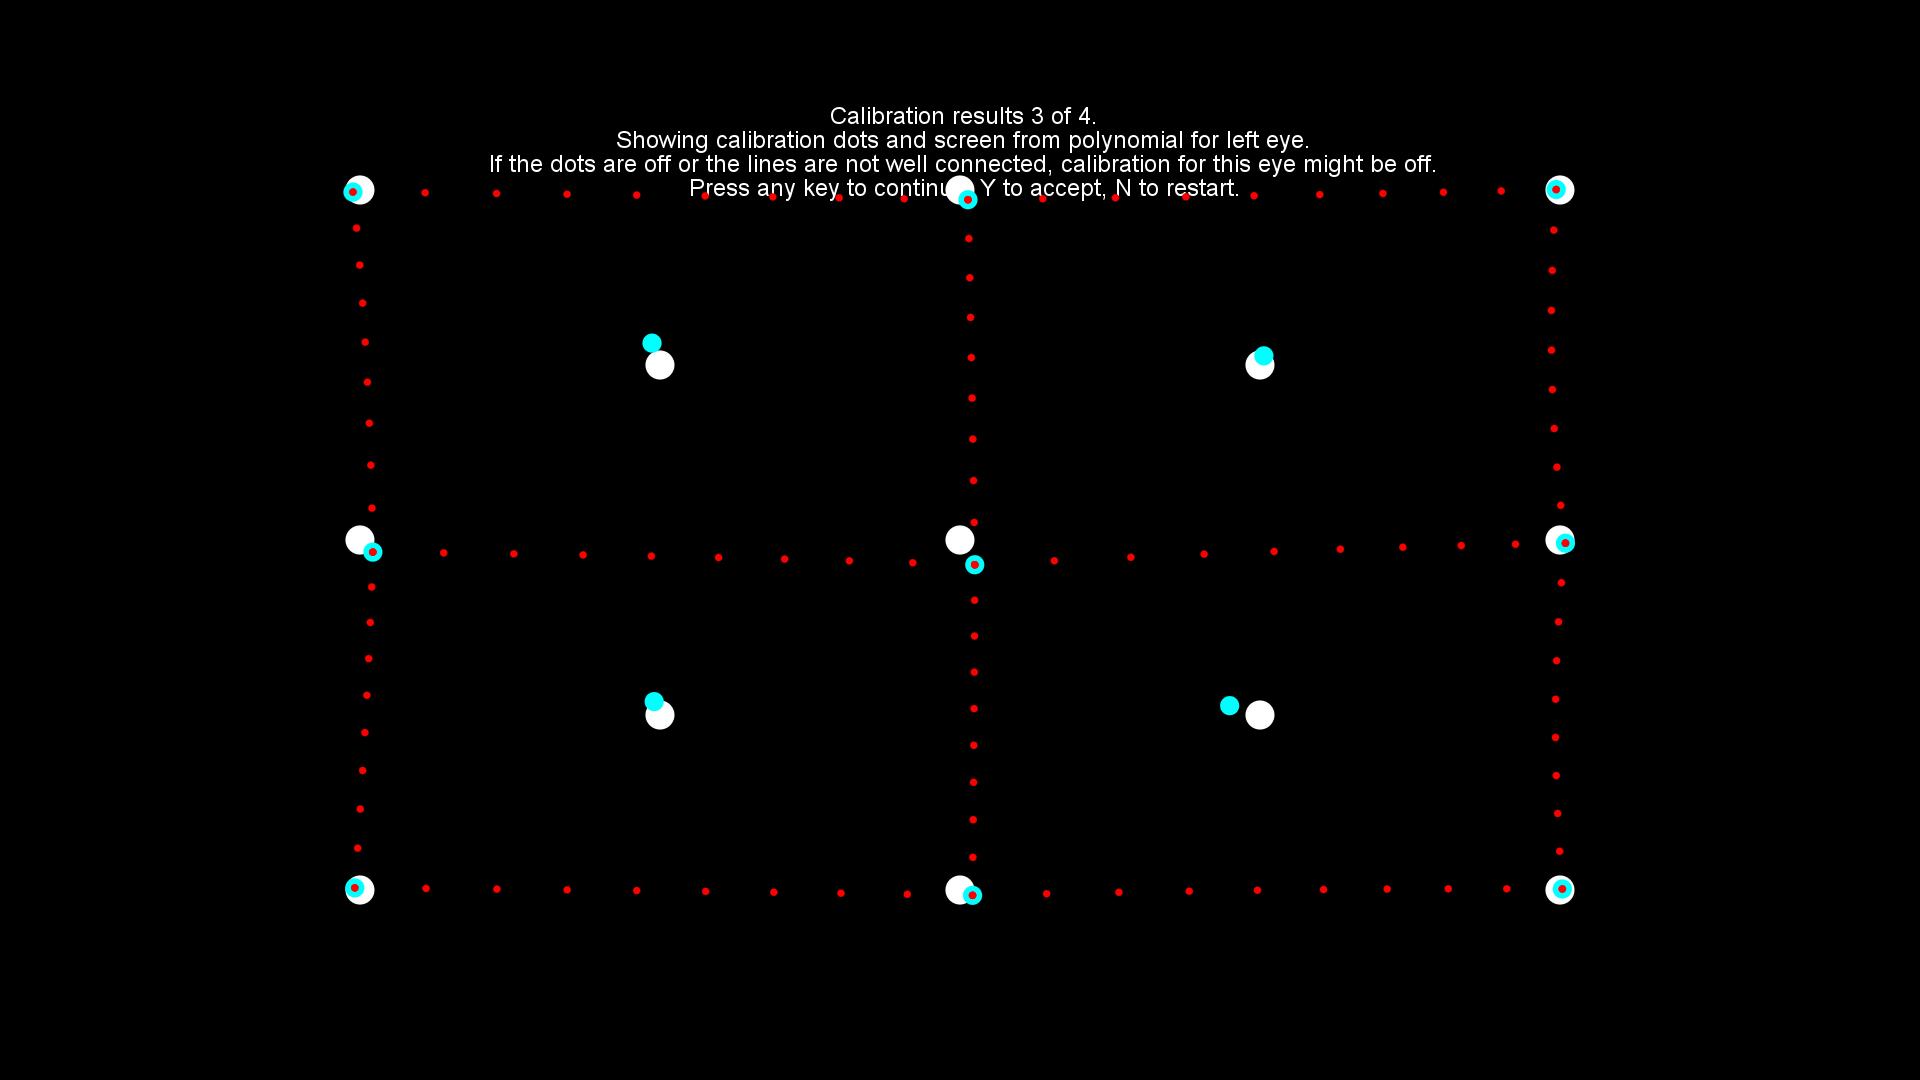 Calibration results 3 of 4.
Showing calibration dots and screen from polynomial for left eye.
If the dots are off or the lines are not well connected, calibration for this eye might be off.
Press any key to continue, Y to accept, N to restart.